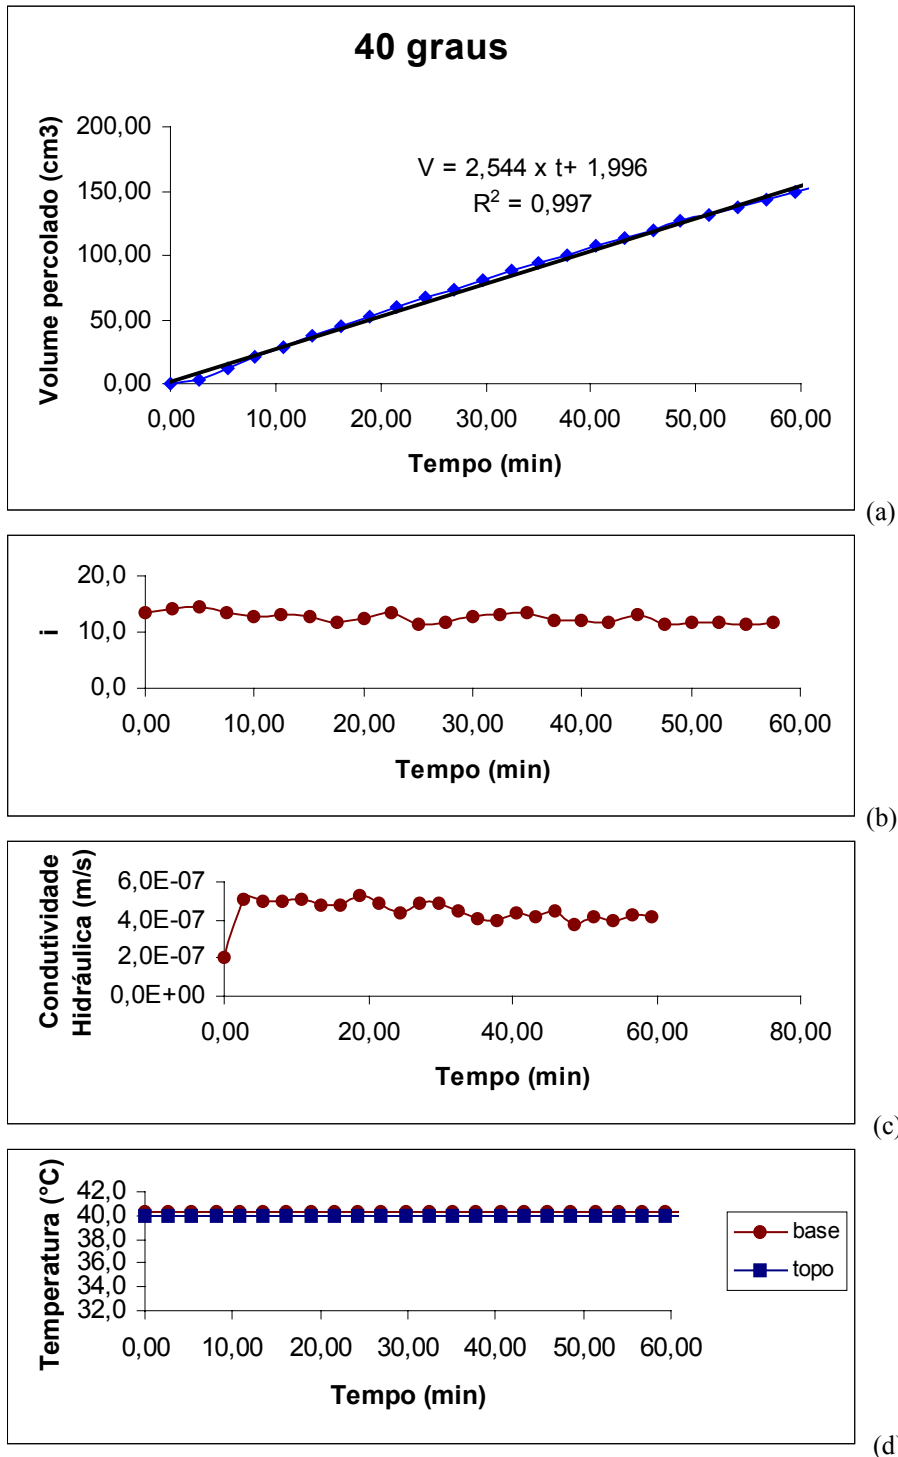 40 graus
200,00
150,00
100,00
50,00
0,00
Volume percolado (cm3)
V = 2,544 x t+ 1,996
R² = 0,997
0,00 10,00 20,00 30,00 40,00 50,00 60,00
Tempo (min)
(a)
20,0
10,0
0,0
i
0,00 10,00 20,00 30,00 40,00 50,00 60,00
Tempo (min)
(b)
Condutividade
Hidráulica (m/s)
6,0E-07
4,0E-07
2,0E-07
0,0E+00
0,00 20,00 40,00 60,00 80,00
Tempo (min)
(c)
Temperatura (°C)
42,0
40,0
38,0
36,0
34,0
32,0
0,00 10,00 20,00 30,00 40,00 50,00 60,00
Tempo (min)
base
topo
(d)